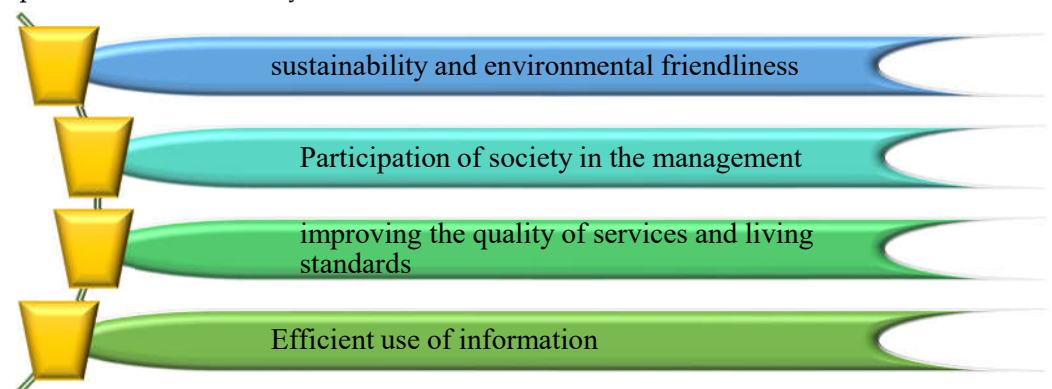 sustainability and environmental friendliness
Participation of society in the management
improving the quality of services and living
standards
Efficient use of information